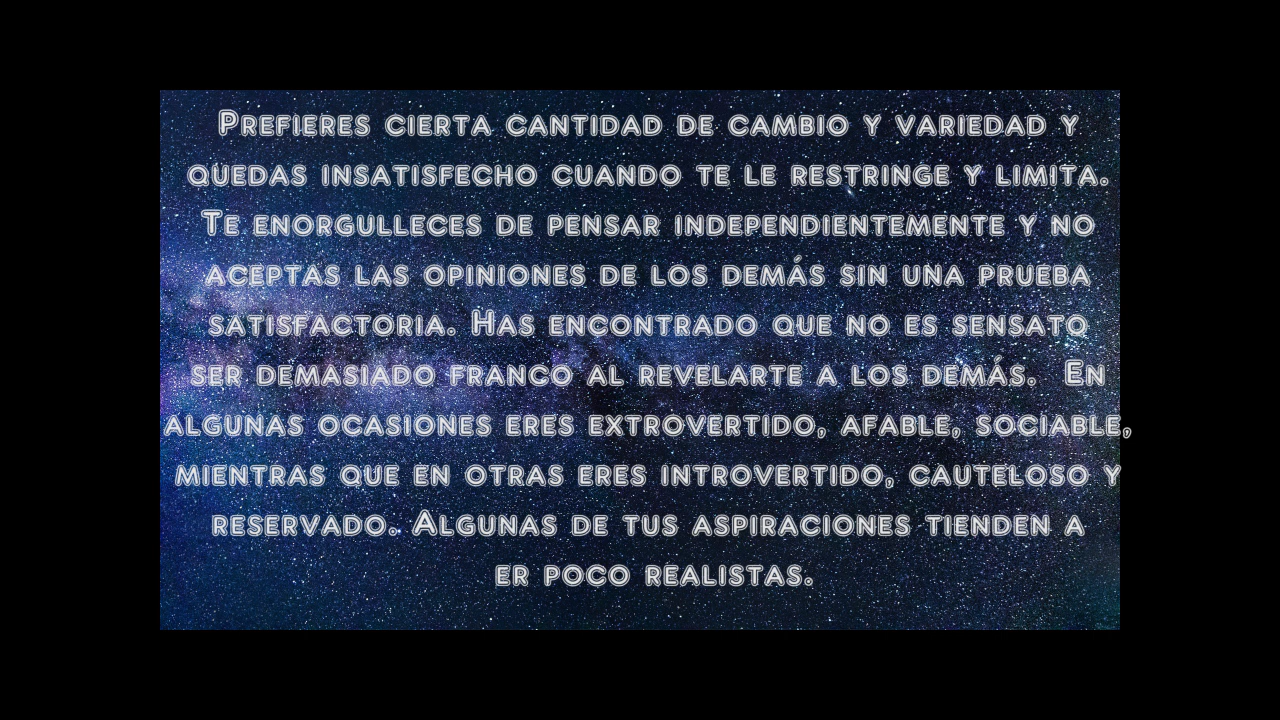 Prefieres cierta cantidad de cambio y variedad y
quedas insatisfecho cuando te le restringe y limita.
Te enorgulleces de pensar independientemente y no
aceptas las opiniones de los demás sin una prueba
satisfactoria. Has encontrado que no es sensato
ser demasiado franco al revelarte a los demás.  En
algunas ocasiones eres extrovertido, afable, sociable,
mientras que en otras eres introvertido, cauteloso y
reservado. Algunas de tus aspiraciones tienden a
er poco realistas.